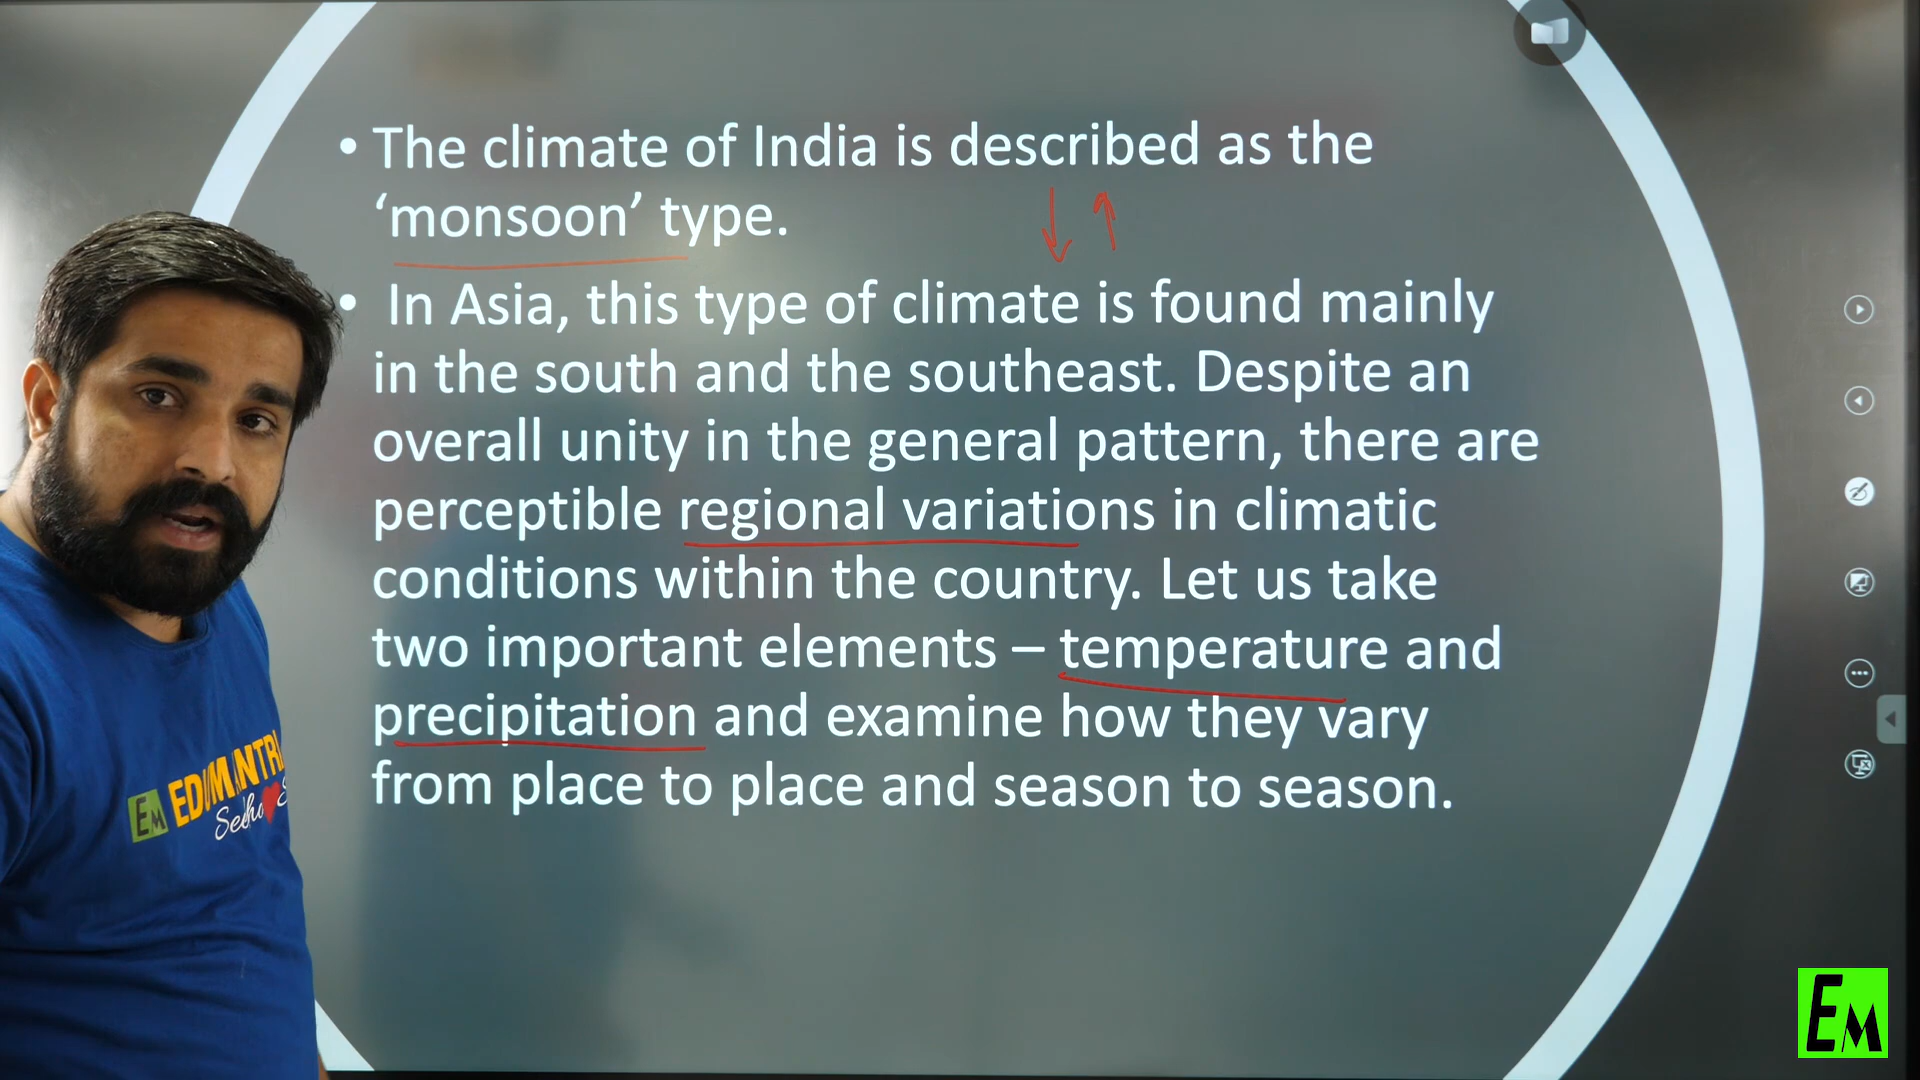 • The climate of India is described as the
‘monsoon’ type.
• In Asia, this type of climate is found mainly
in the south and the southeast. Despite an
overall unity in the general pattern, there are
perceptible regional variations in climatic
conditions within the country. Let us take
two important elements – temperature and
precipitation and examine how they vary
from place to place and season to season.
EM EDUMANTRA
EM